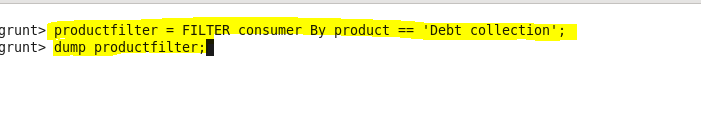 grunt> productfilter = FILTER consumer By product == 'Debt collection';
grunt> dump productfilter;